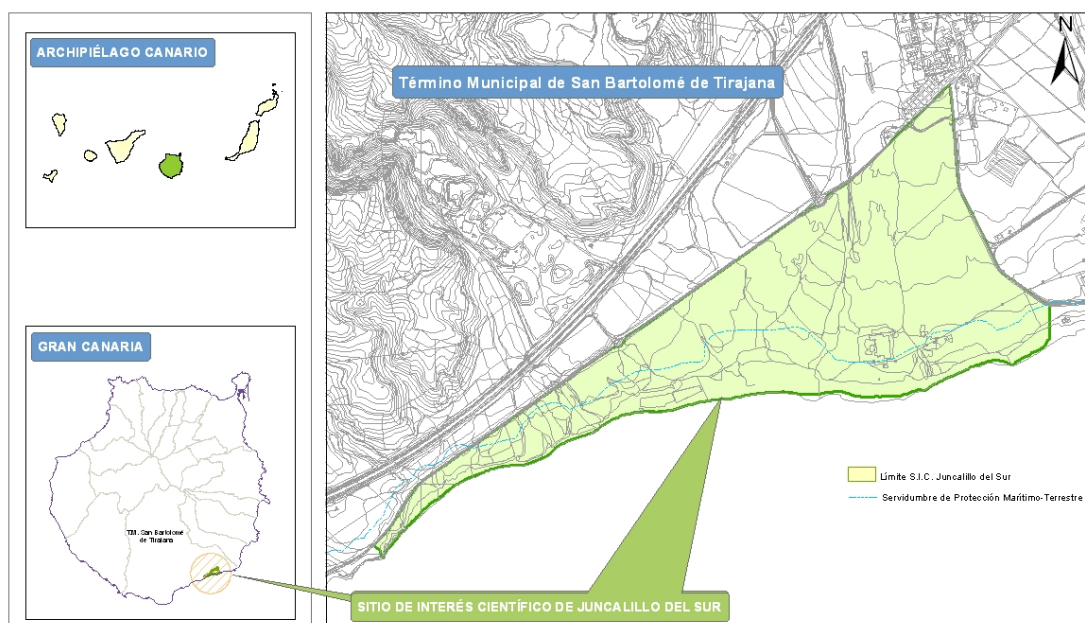 ARCHIPIÉLAGO CANARIO
GRAN CANARIA
T.M. San Bartolomé
de Tirajana
Término Municipal de San Bartolomé de Tirajana
N
Límite S.I.C. Juncalillo del Sur
Servidumbre de Protección Marítimo-Terrestre
SITIO DE INTERÉS CIENTÍFICO DE JUNCALILLO DEL SUR